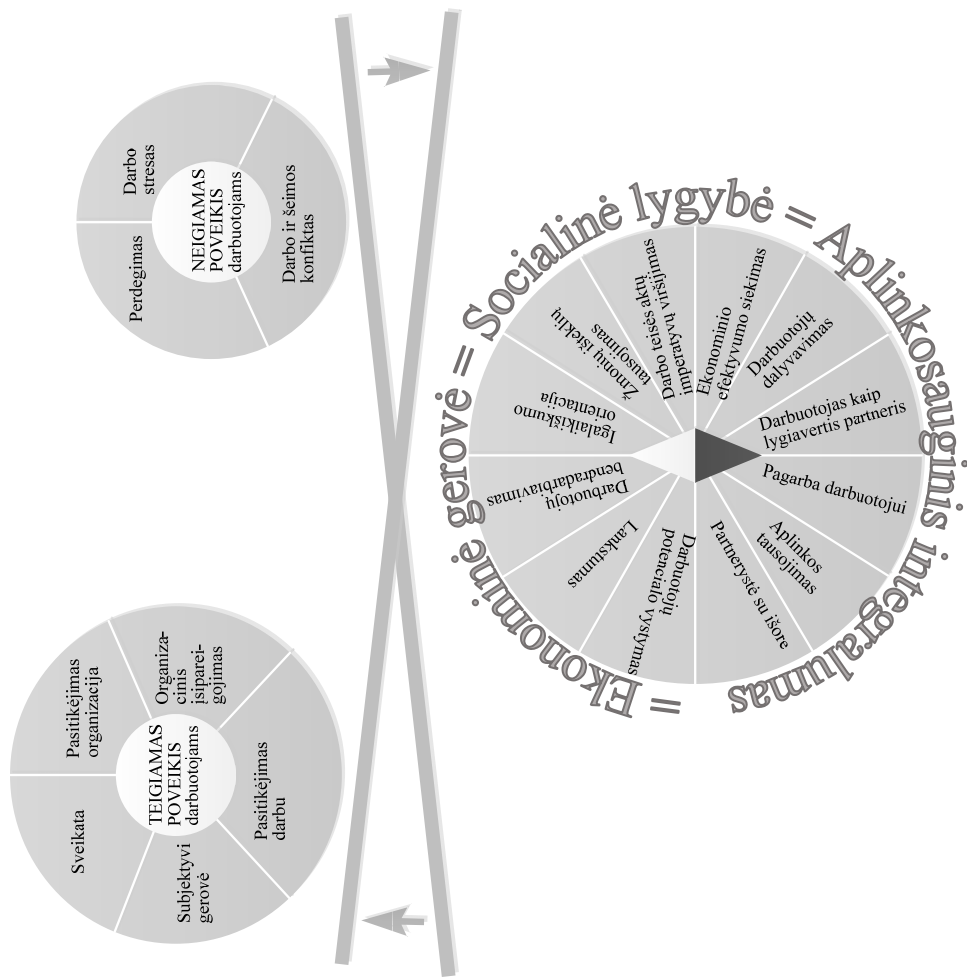 TEIGIAMAS
POVEIKIS
darbuotojams
Sveikata
Pasitikėjimas
organizacija
Organiza-
cinis
įsiparei-
gojimas
Pasitikėjimas
darbu
Subjektyvi
gerovė
NEIGIAMAS
POVEIKIS
darbuotojams
Perdegimas
Darbo
stresas
Darbo ir šeimos
konfiktas
= Ekonominė gerovė = Socialinė lygybė = Aplinkosauginis integralumas
Darbuotojų
bendradarbiavimas
Ilgalaikiškumo
orientacija
Žmonių išteklių
tausojimas
Darbo teisės aktų
imperatyvų viršijimas
Ekonominio
efektyvumo siekimas
Darbuotojų
dalyvavimas
Darbuotojas kaip
lygiavertis partneris
Pagarba darbuotojui
Aplinkos
tausojimas
Partnerystė su išore
Darbuotojų
potencialo vystymas
Lankstumas